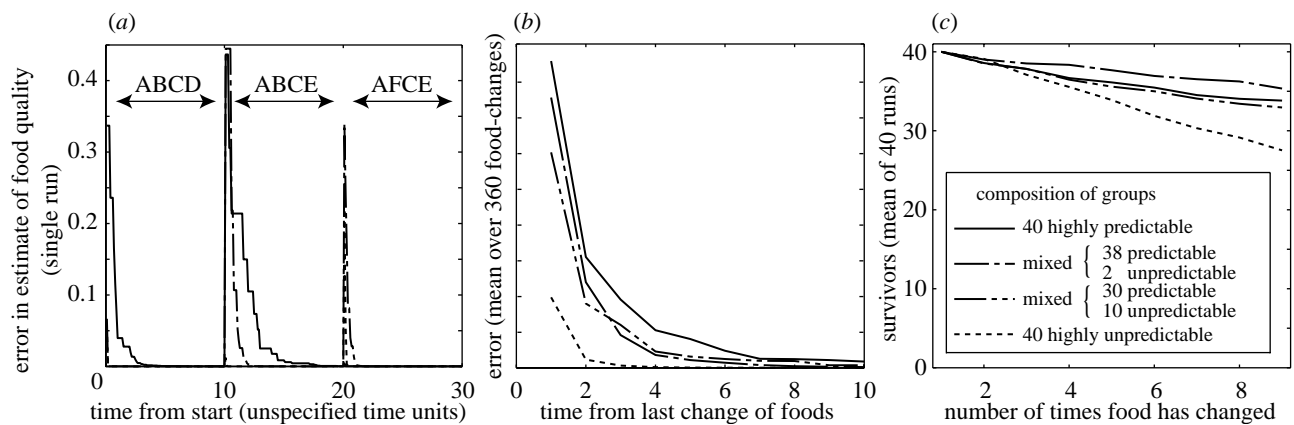 (a)
error in estimate of food quality
(single run)
0.4
0.3
0.2
0.1
0
ABCD
ABCE
AFCE
0
10
20
30
time from start (unspecified time units)
(b)
error (mean over 360 food-changes)
0
2
4
6
8
10
time from last change of foods
(c)
survivors (mean of 40 runs)
40
30
20
10
0
composition of groups
40 highly predictable
mixed { 38 predictable
2 unpredictable
mixed { 30 predictable
10 unpredictable
40 highly unpredictable
2
4
6
8
number of times food has changed